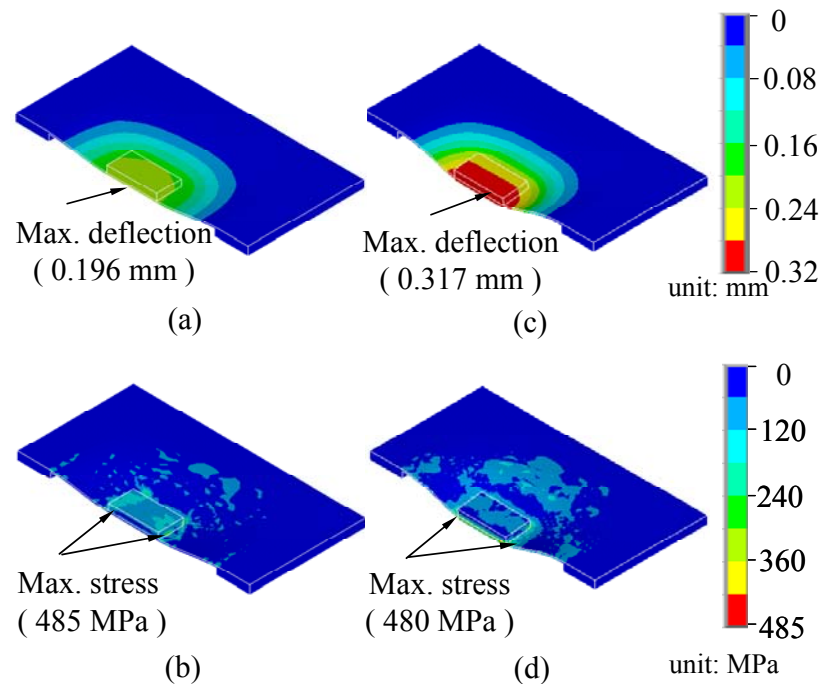 0
0.08
0.16
0.24
0.32
unit: mm
Max. deflection
( 0.196 mm )
(a)
Max. deflection
( 0.317 mm )
(c)
0
120
240
360
485
unit: MPa
Max. stress
( 485 MPa )
(b)
Max. stress
( 480 MPa )
(d)